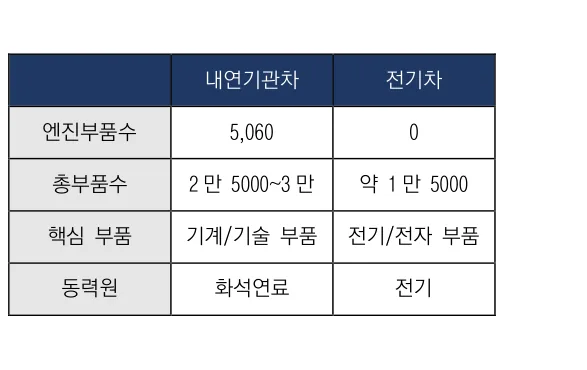 내연기관차 전기차
엔진부품수 5,060 0
총부품수 2만 5000~3만 약 1만 5000
핵심 부품 기계/기술 부품 전기/전자 부품
동력원 화석연료 전기